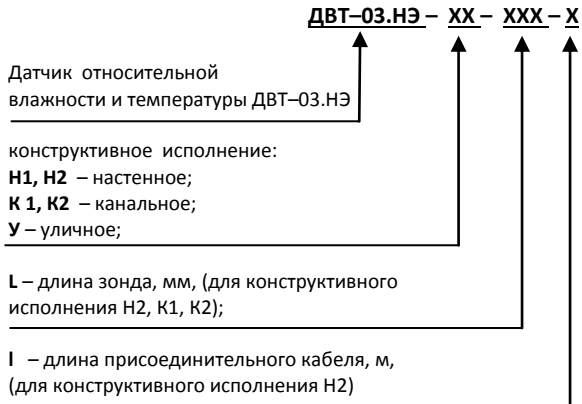 ДВТ–03.НЭ – ХХ – ХХХ – Х
Датчик относительной
влажности и температуры ДВТ–03.НЭ
конструктивное исполнение:
Н1, Н2 – настенное;
К 1, К2 – канальное;
У – уличное;
L – длина зонда, мм, (для конструктивного
исполнения Н2, К1, К2);
l – длина присоединительного кабеля, м,
(для конструктивного исполнения Н2)